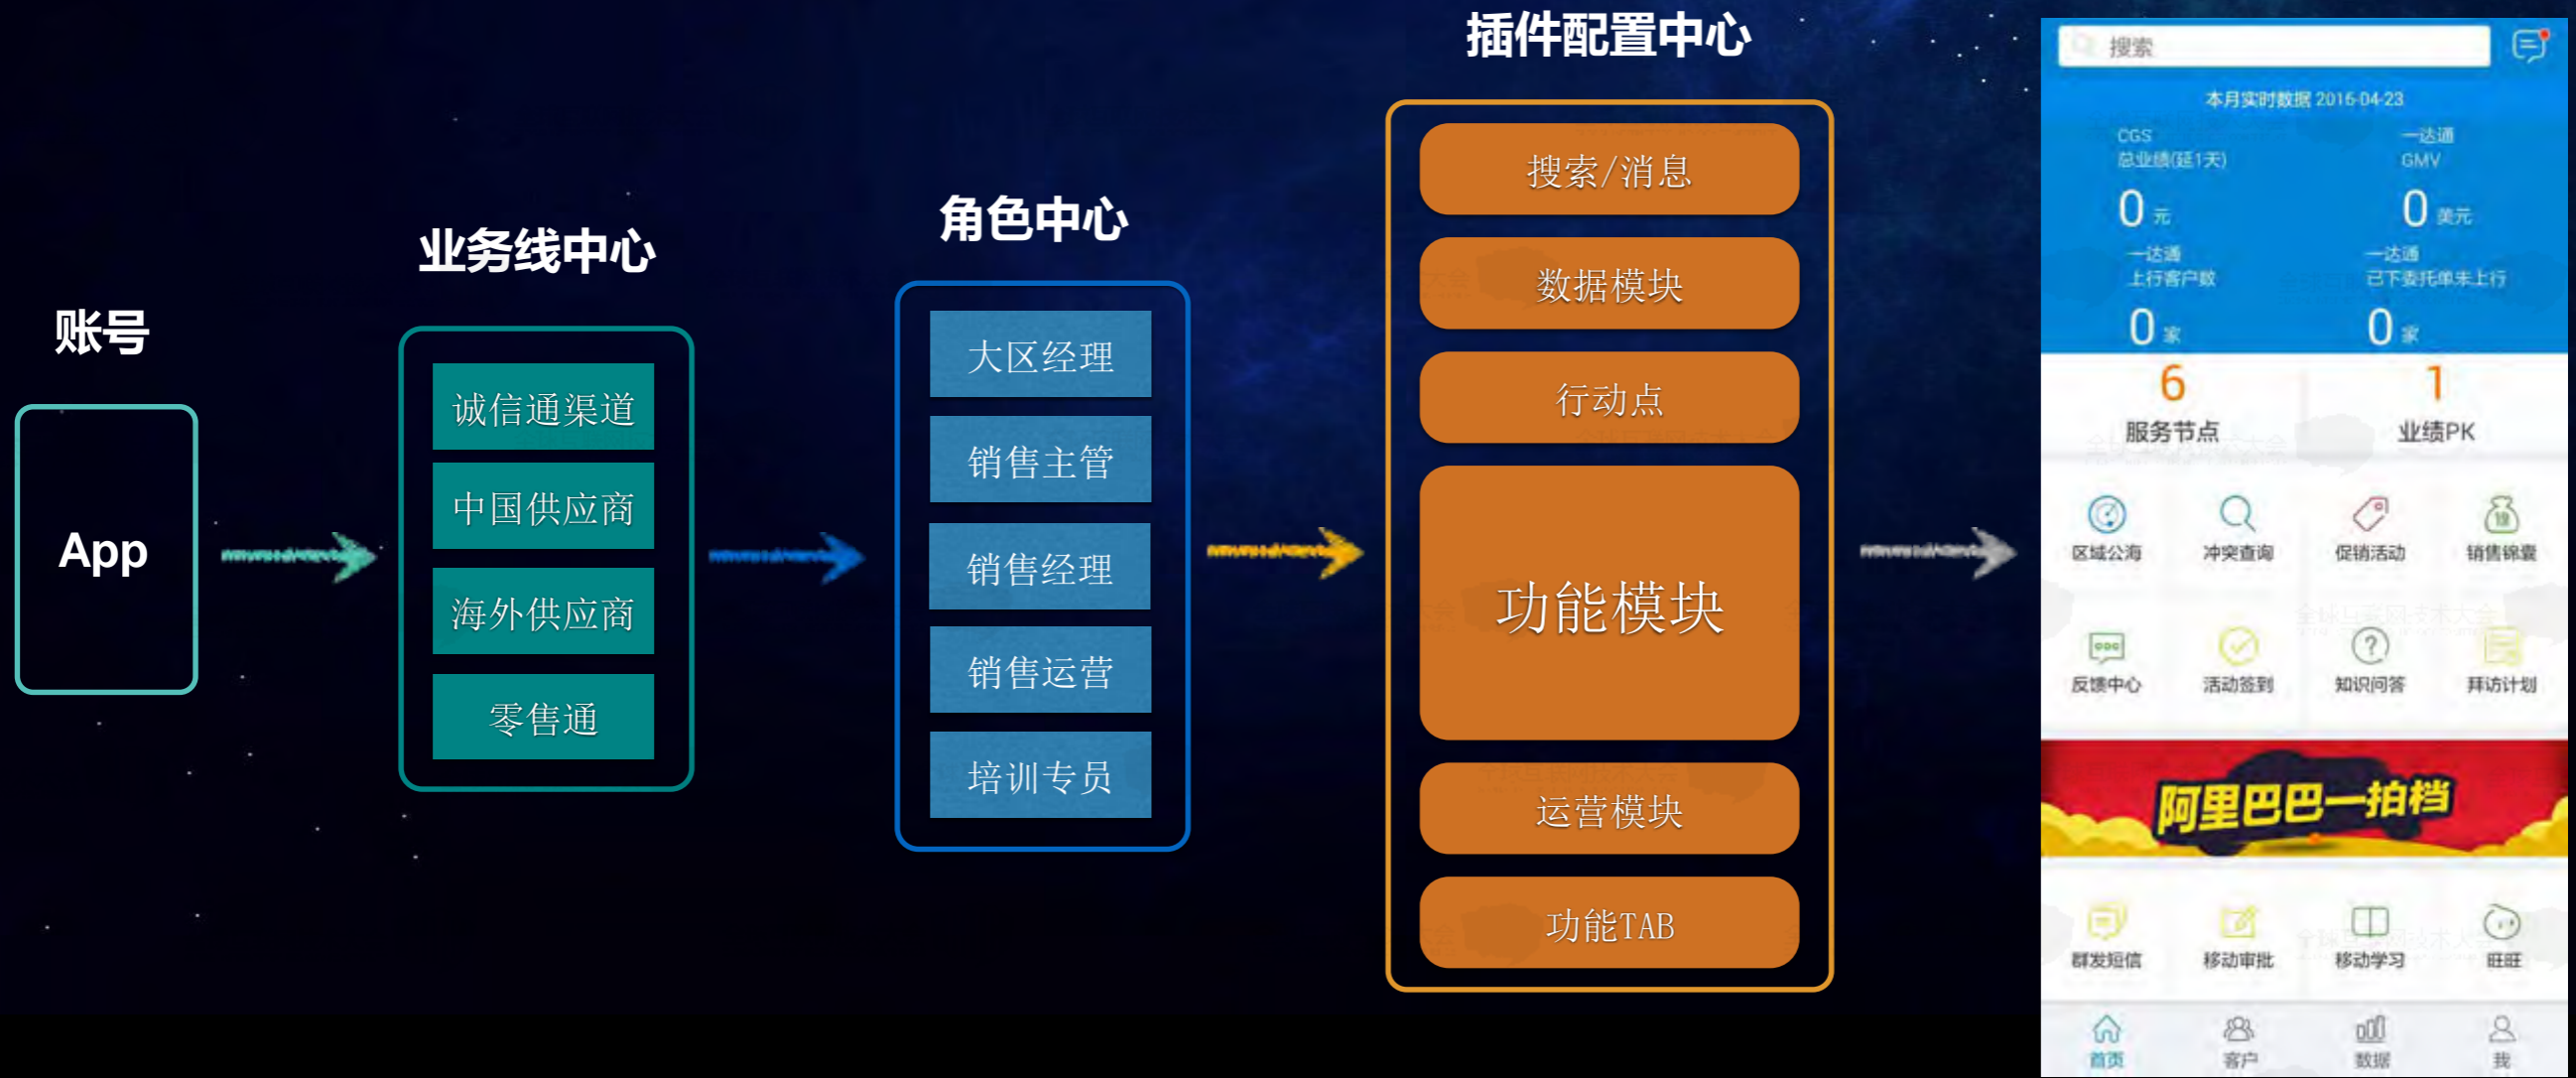 账号
App
业务线中心
诚信通渠道
中国供应商
海外供应商
零售通
角色中心
大区经理
销售主管
销售经理
销售运营
培训专员
插件配置中心
搜索/消息
数据模块
行动点
功能模块
运营模块
功能TAB
搜索
本月实时数据 2016-04-23
CGS 一达通
总业绩(延1天) GMV
0 元 0 美元
一达通 一达通
上行客户数 已下委托单未上行
0 家 0 家
6 1
服务节点 业绩PK
区域公海 冲突查询 促销活动 销售锦囊
反馈中心 活动签到 知识问答 拜访计划
阿里巴巴一拍档
群发短信 移动审批 移动学习 旺旺
首页 客户 数据 我